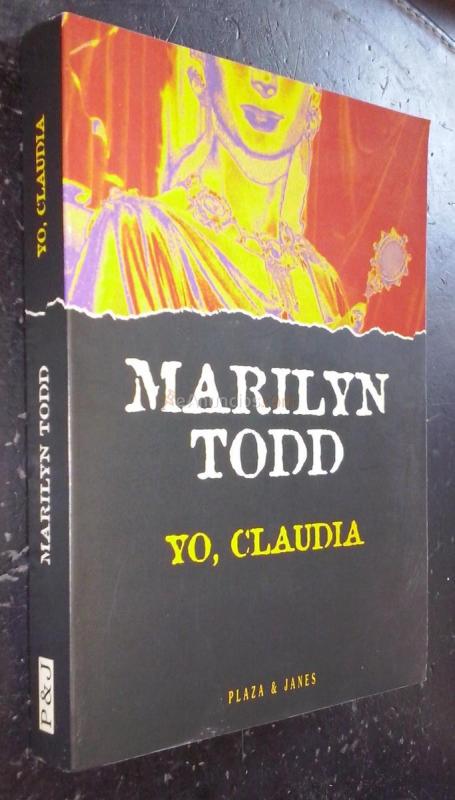 YO, CLAUDIA
MARILYN TODD
P&J
MARILYN
TODD
YO, CLAUDIA
PLAZA & JANES